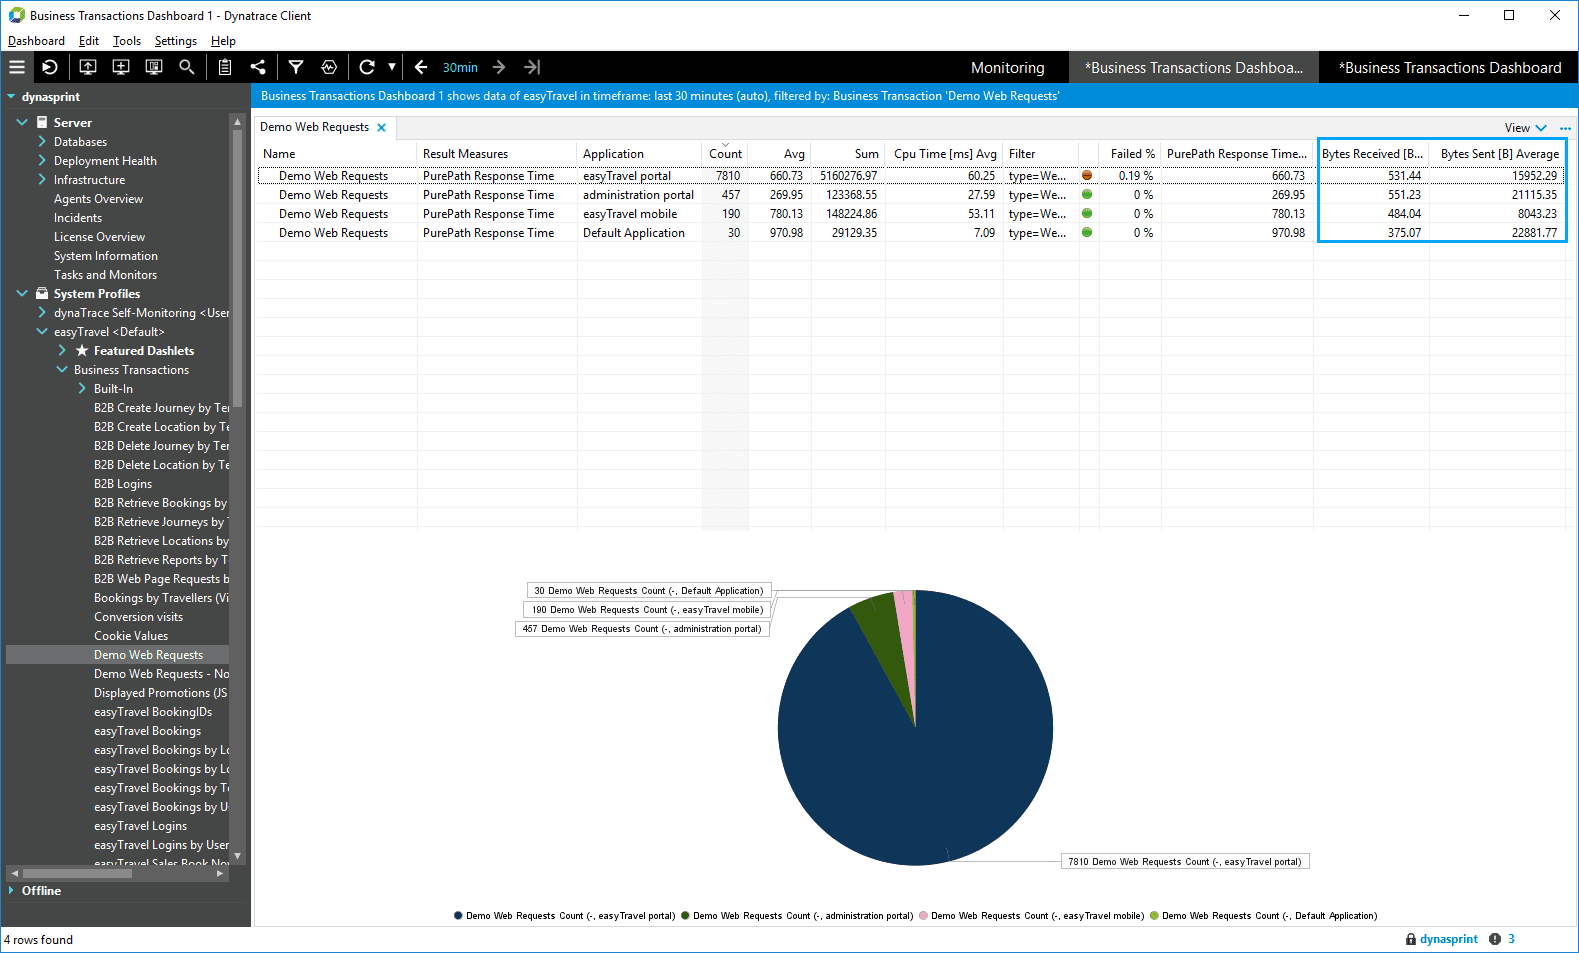 Business Transactions Dashboard 1 - Dynatrace Client
Dashboard Edit Tools Settings Help
30min
Monitoring
*Business Transactions Dashboa...
*Business Transactions Dashboard
dynasprint
Server
Databases
Deployment Health
Infrastructure
Agents Overview
Incidents
License Overview
System Information
Tasks and Monitors
System Profiles
dynaTrace Self-Monitoring <User
easyTravel <Default>
Featured Dashlets
Business Transactions
Built-In
B2B Create Journey by Ter
B2B Create Location by Te
B2B Delete Journey by Ter
B2B Delete Location by Te
B2B Logins
B2B Retrieve Bookings by
B2B Retrieve Journeys by T
B2B Retrieve Locations by
B2B Retrieve Reports by T
B2B Web Page Requests b
Bookings by Travellers (Vi
Conversion visits
Cookie Values
Demo Web Requests
Demo Web Requests - No
Displayed Promotions (JS
easyTravel BookingIDs
easyTravel Bookings
easyTravel Bookings by Lo
easyTravel Bookings by Lo
easyTravel Bookings by Te
easyTravel Bookings by U
easyTravel Logins
easyTravel Logins by User
easyTravel Sales Book Now
Offline
Business Transactions Dashboard 1 shows data of easyTravel in timeframe: last 30 minutes (auto), filtered by: Business Transaction 'Demo Web Requests'
Demo Web Requests
View
Name Result Measures Application Count Avg Sum Cpu Time [ms] Avg Filter Failed % PurePath Response Time... Bytes Received [B... Bytes Sent [B] Average
Demo Web Requests PurePath Response Time easyTravel portal 7810 660.73 5160276.97 60.25 type=We... 0.19 % 660.73 531.44 15952.29
Demo Web Requests PurePath Response Time administration portal 457 269.95 123368.55 27.59 type=We... 0 % 269.95 551.23 21115.35
Demo Web Requests PurePath Response Time easyTravel mobile 190 780.13 148224.86 53.11 type=We... 0 % 780.13 484.04 8043.23
Demo Web Requests PurePath Response Time Default Application 30 970.98 29129.35 7.09 type=We... 0 % 970.98 375.07 22881.77
30 Demo Web Requests Count (-, Default Application)
190 Demo Web Requests Count (-, easyTravel mobile)
457 Demo Web Requests Count (-, administration portal)
7810 Demo Web Requests Count (-, easyTravel portal)
Demo Web Requests Count (-, easyTravel portal) Demo Web Requests Count (-, administration portal) Demo Web Requests Count (-, easyTravel mobile) Demo Web Requests Count (-, Default Application)
4 rows found
dynasprint 3